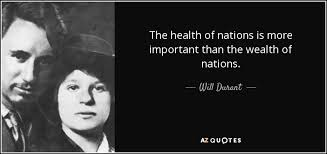 The health of nations is more
important than the wealth of
nations.
Will Durant
AZ QUOTES